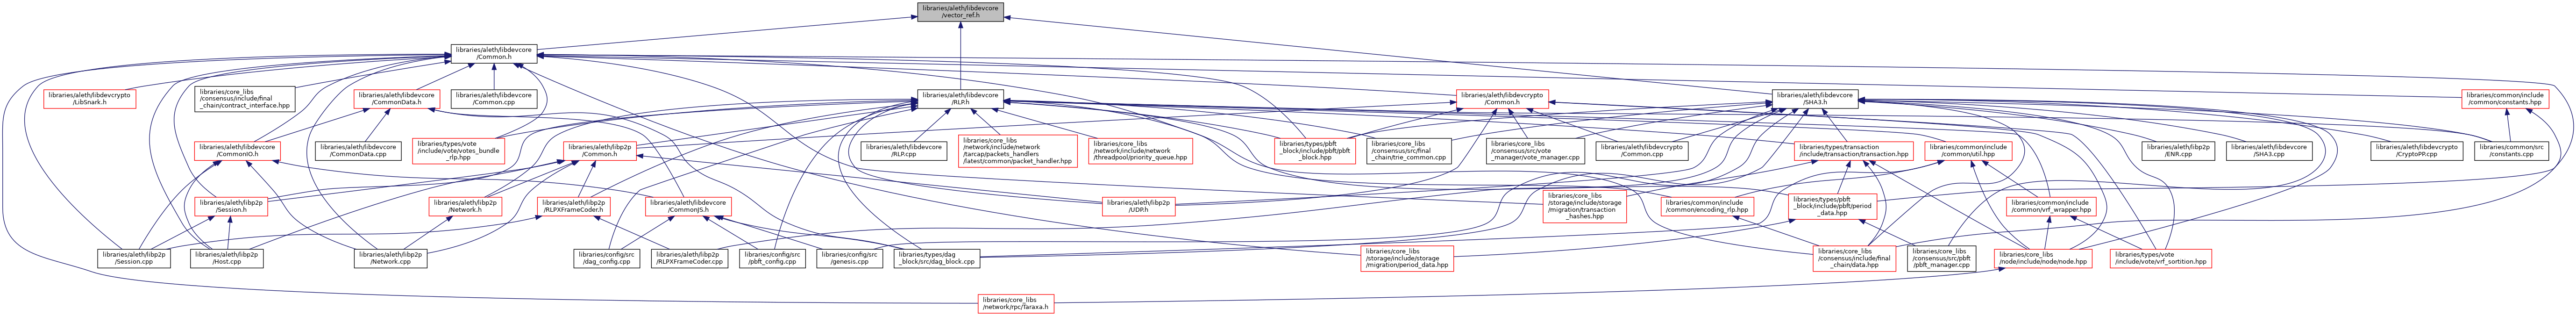 libraries/aleth/libdevcore
/vector_ref.h
libraries/aleth/libdevcore
/Common.h
libraries/aleth/libdevcrypto
/LibSnark.h
libraries/core_libs
/consensus/include/final
_chain/contract_interface.hpp
libraries/aleth/libdevcore
/CommonData.h
libraries/aleth/libdevcore
/Common.cpp
libraries/aleth/libdevcore
/RLP.h
libraries/aleth/libdevcrypto
/Common.h
libraries/aleth/libdevcore
/SHA3.h
libraries/common/include
/common/constants.hpp
libraries/aleth/libdevcore
/CommonIO.h
libraries/aleth/libdevcore
/CommonData.cpp
libraries/types/vote
/include/vote/votes_bundle
_rlp.hpp
libraries/aleth/libp2p
/Common.h
libraries/aleth/libdevcore
/RLP.cpp
libraries/core_libs
/network/include/network
/tarcap/packets_handlers
/latest/common/packet_handler.hpp
libraries/core_libs
/network/include/network
/threadpool/priority_queue.hpp
libraries/types/pbft
_block/include/pbft/pbft
_block.hpp
libraries/core_libs
/consensus/src/final
_chain/trie_common.cpp
libraries/core_libs
/consensus/src/vote
_manager/vote_manager.cpp
libraries/aleth/libdevcrypto
/Common.cpp
libraries/types/transaction
/include/transaction/transaction.hpp
libraries/common/include
/common/util.hpp
libraries/aleth/libp2p
/ENR.cpp
libraries/aleth/libdevcore
/SHA3.cpp
libraries/aleth/libdevcrypto
/CryptoPP.cpp
libraries/common/src
/constants.cpp
libraries/aleth/libp2p
/Session.h
libraries/aleth/libp2p
/Network.h
libraries/aleth/libp2p
/RLPXFrameCoder.h
libraries/aleth/libdevcore
/CommonJS.h
libraries/aleth/libp2p
/UDP.h
libraries/core_libs
/storage/include/storage
/migration/transaction
_hashes.hpp
libraries/common/include
/common/encoding_rlp.hpp
libraries/types/pbft
_block/include/pbft/period
_data.hpp
libraries/common/include
/common/vrf_wrapper.hpp
libraries/aleth/libp2p
/Session.cpp
libraries/aleth/libp2p
/Host.cpp
libraries/aleth/libp2p
/Network.cpp
libraries/config/src
/dag_config.cpp
libraries/aleth/libp2p
/RLPXFrameCoder.cpp
libraries/config/src
/pbft_config.cpp
libraries/config/src
/genesis.cpp
libraries/types/dag
_block/src/dag_block.cpp
libraries/core_libs
/storage/include/storage
/migration/period_data.hpp
libraries/core_libs
/consensus/include/final
_chain/data.hpp
libraries/core_libs
/consensus/src/pbft
/pbft_manager.cpp
libraries/core_libs
/node/include/node/node.hpp
libraries/types/vote
/include/vote/vrf_sortition.hpp
libraries/core_libs
/network/rpc/Taraxa.h